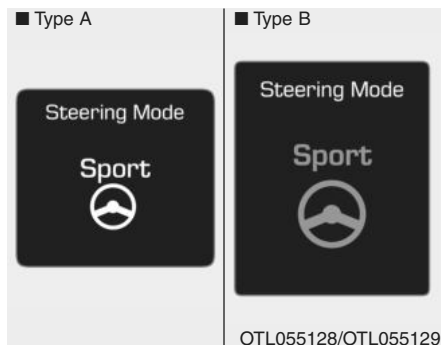 ■ Type A
Steering Mode
Sport
■ Type B
Steering Mode
Sport
OTL055128/OTL055129